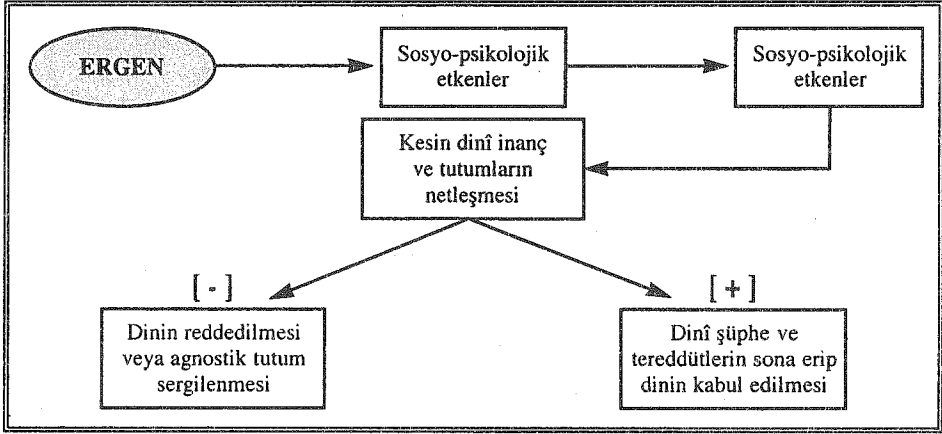 ERGEN
Sosyo-psikolojik
etkenler
Sosyo-psikolojik
etkenler
Kesin dinî inanç
ve tutumların
netleşmesi
[ - ]
Dinin reddedilmesi
veya agnostik tutum
sergilenmesi
[ + ]
Dinî şüphe ve
tereddütlerin sona erip
dinin kabul edilmesi